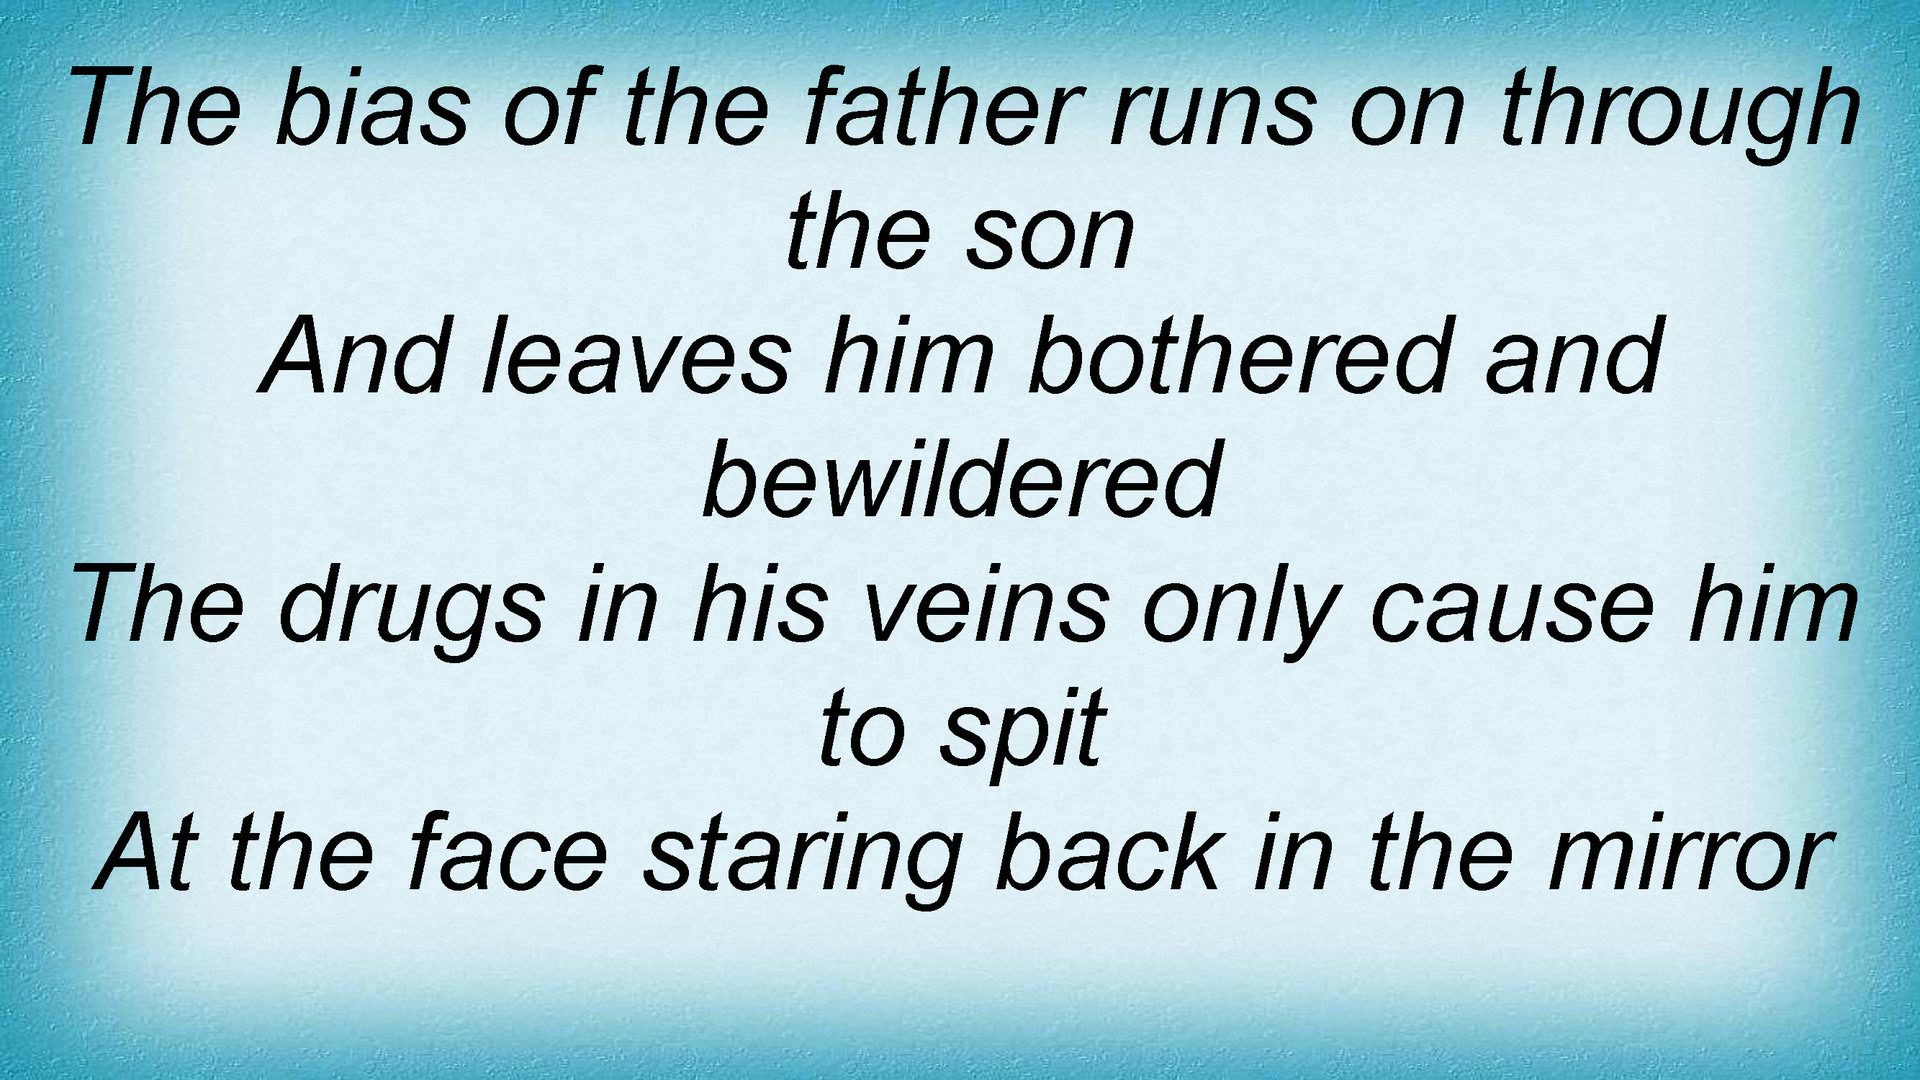 The bias of the father runs on through
the son
And leaves him bothered and
bewildered
The drugs in his veins only cause him
to spit
At the face staring back in the mirror